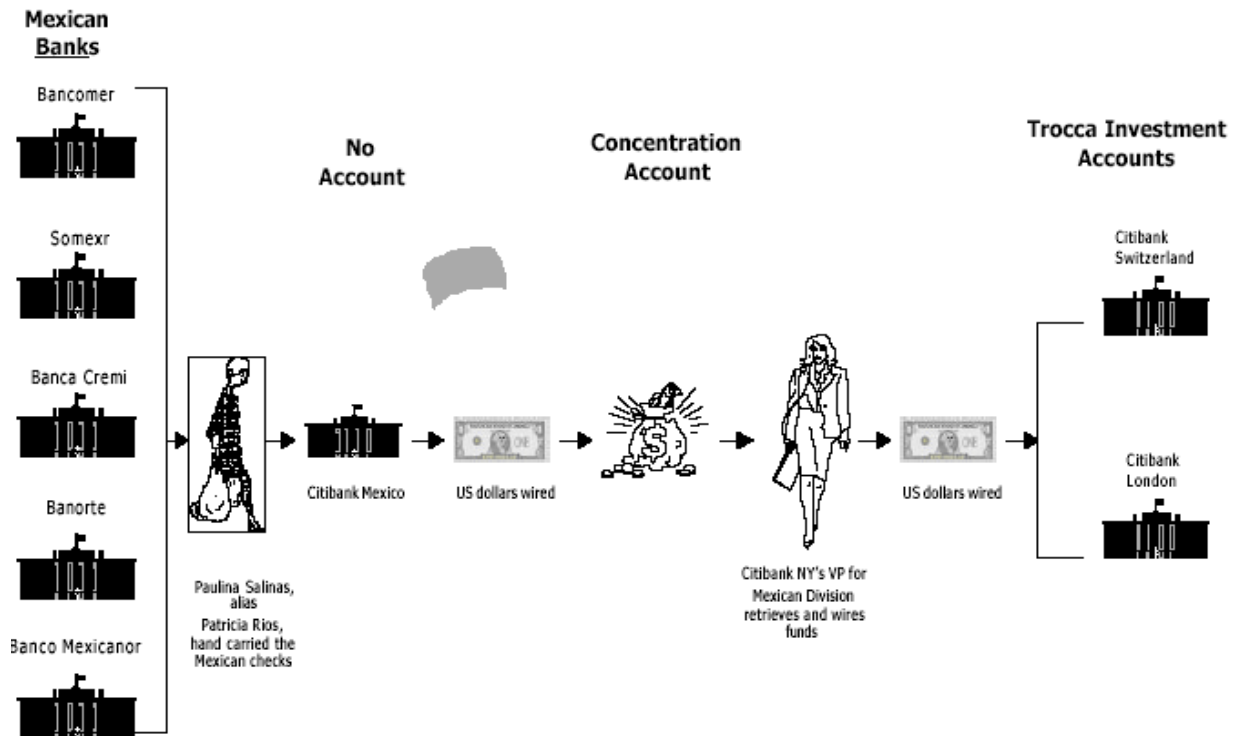 Mexican
Banks
Bancomer
Somexr
Banca Cremi
Banorte
Banco Mexicanor
Paulina Salinas,
alias
Patricia Rios,
hand carried the
Mexican checks
No
Account
Citibank Mexico
US dollars wired
Concentration
Account
Citibank NY's VP for
Mexican Division
retrieves and wires
funds
US dollars wired
Trocca Investment
Accounts
Citibank
Switzerland
Citibank
London